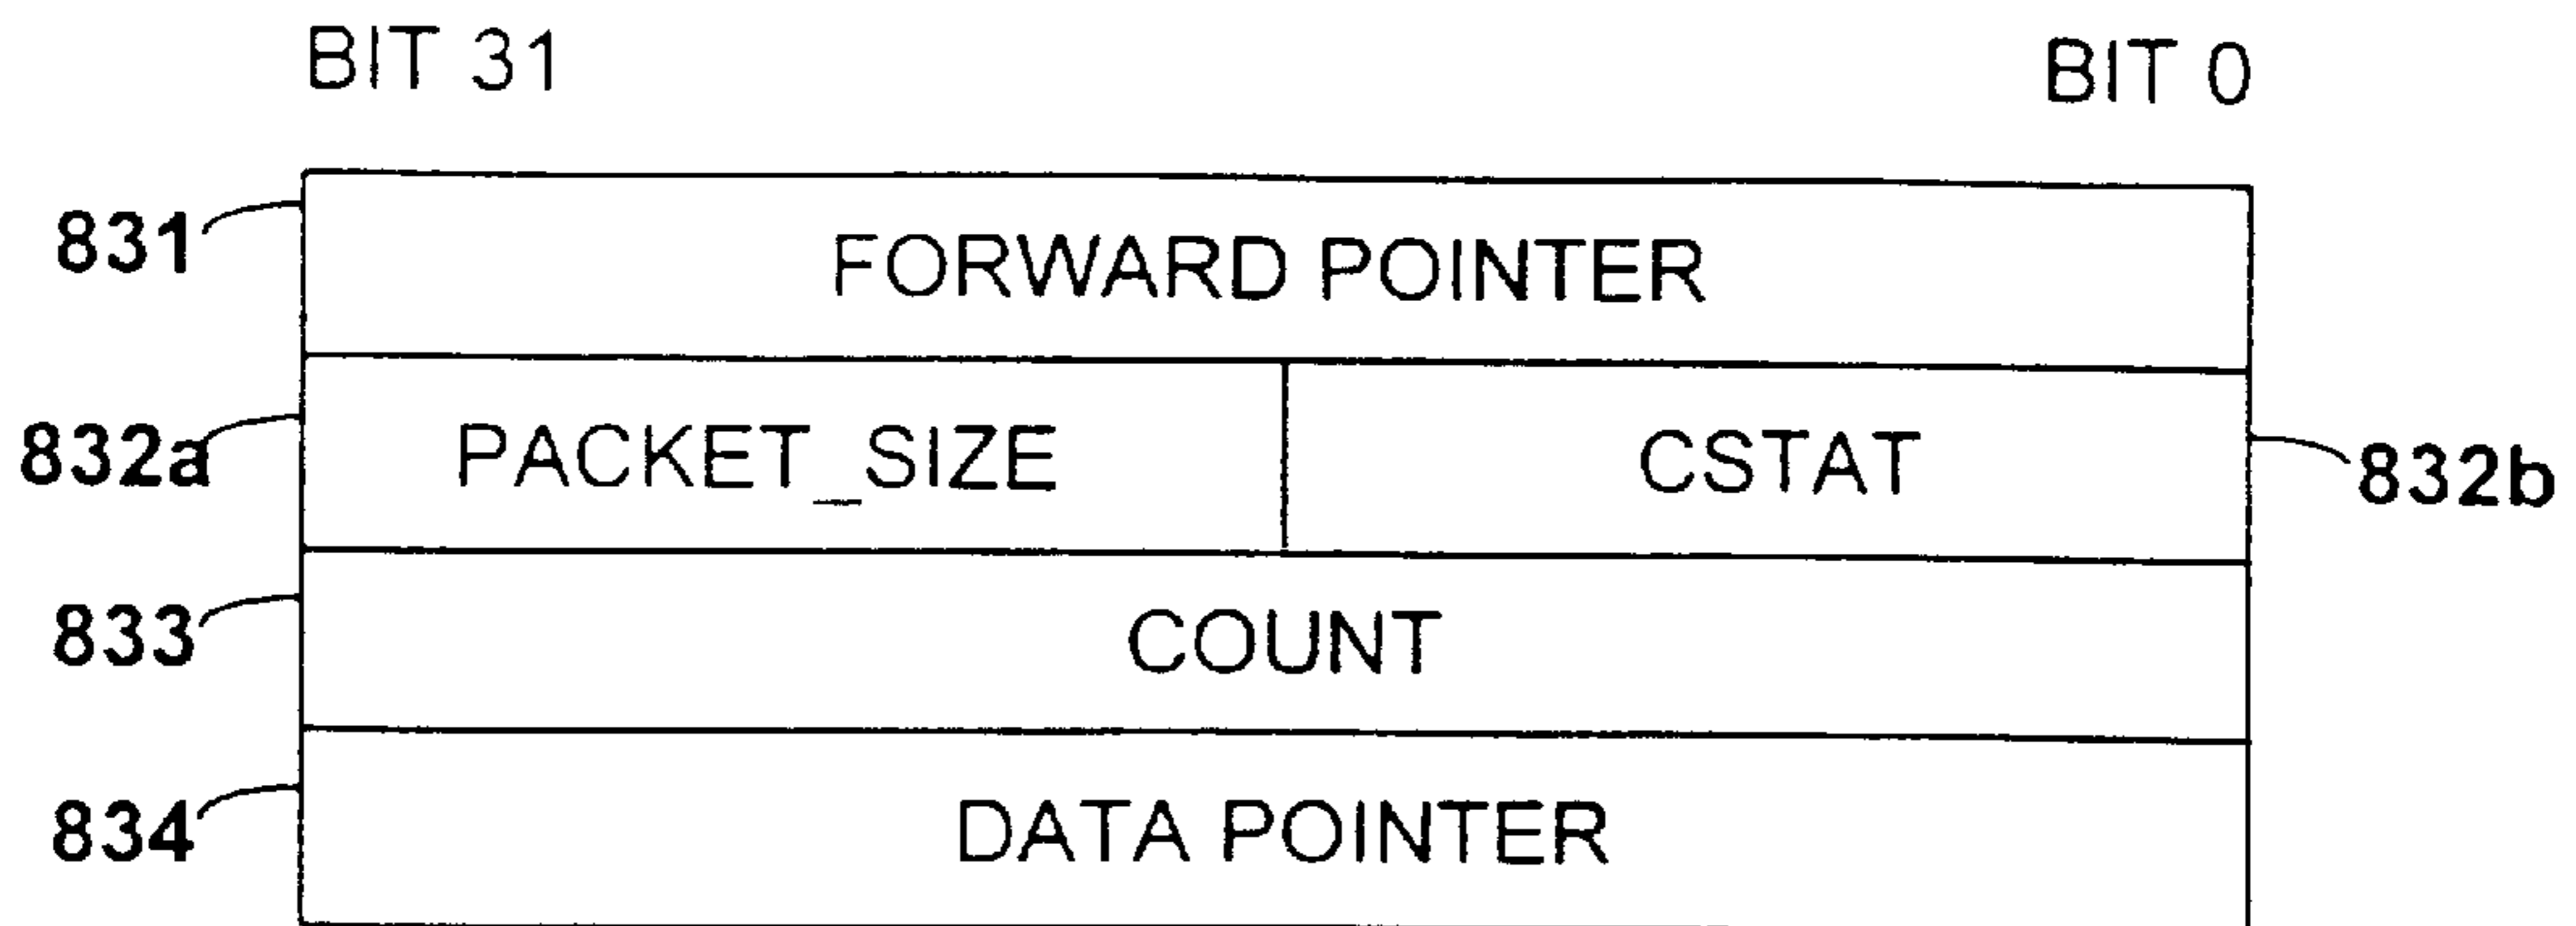 BIT 31 BIT 0
831 FORWARD POINTER
832a PACKET_SIZE CSTAT 832b
833 COUNT
834 DATA POINTER